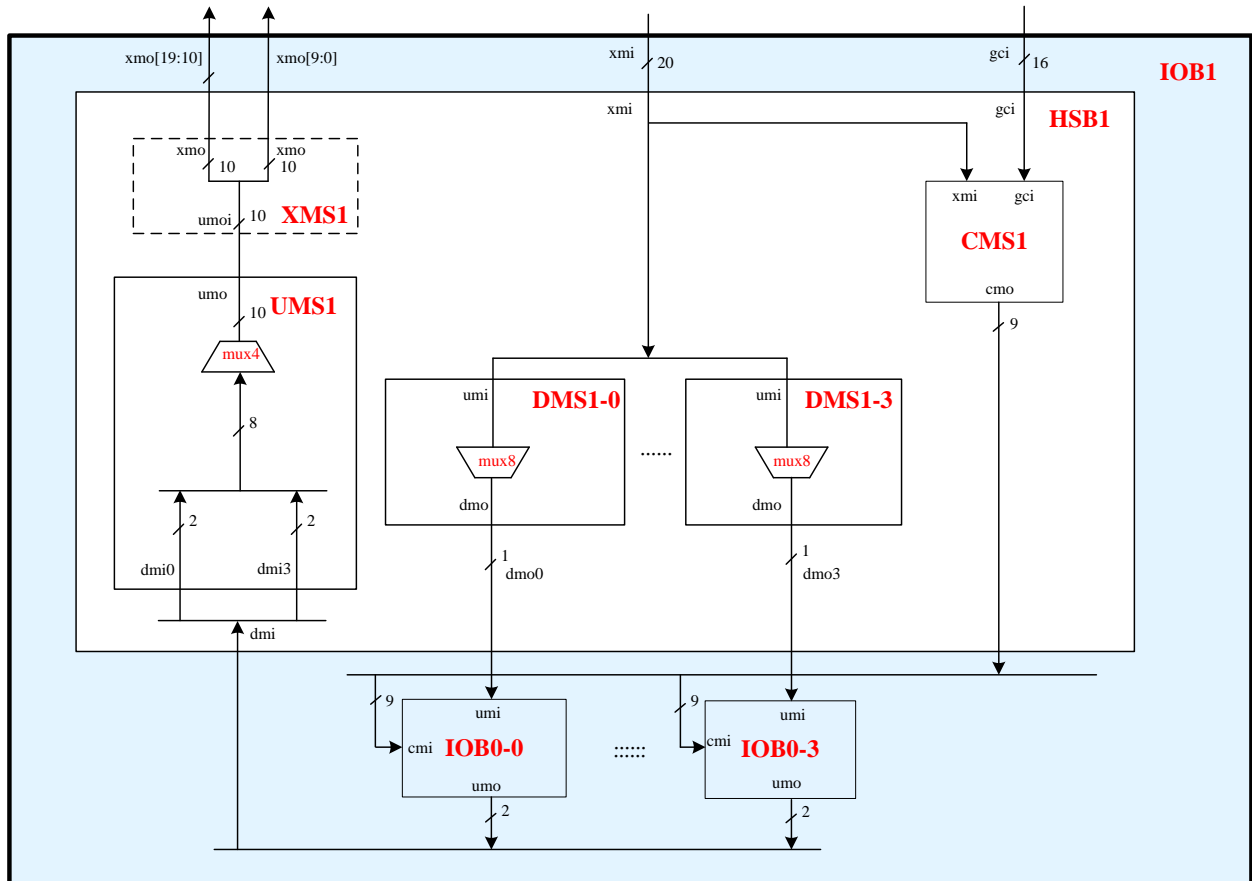 xmo[19:10]
xmo[9:0]
xmi
20
gci
16
IOB1
xmi
gci
HSB1
xmo
10
xmo
10
umoi
10
XMS1
xmi
gci
CMS1
cmo
9
umo
10
UMS1
mux4
8
2
2
dmi0
dmi3
dmi
umi
DMS1-0
mux8
dmo
1
dmo0
......
umi
DMS1-3
mux8
dmo
1
dmo3
9
cmi
umi
IOB0-0
umo
2
::::::
9
cmi
umi
IOB0-3
umo
2